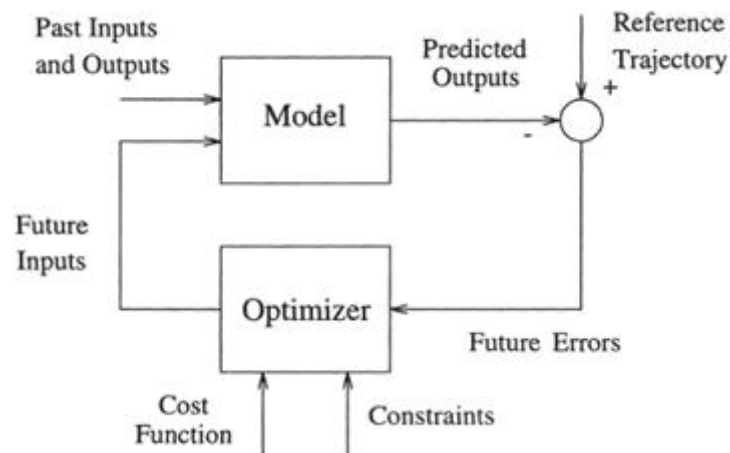 Past Inputs
and Outputs
Model
Predicted
Outputs
Reference
Trajectory
+
-
Future
Inputs
Optimizer
Future Errors
Cost
Function
Constraints